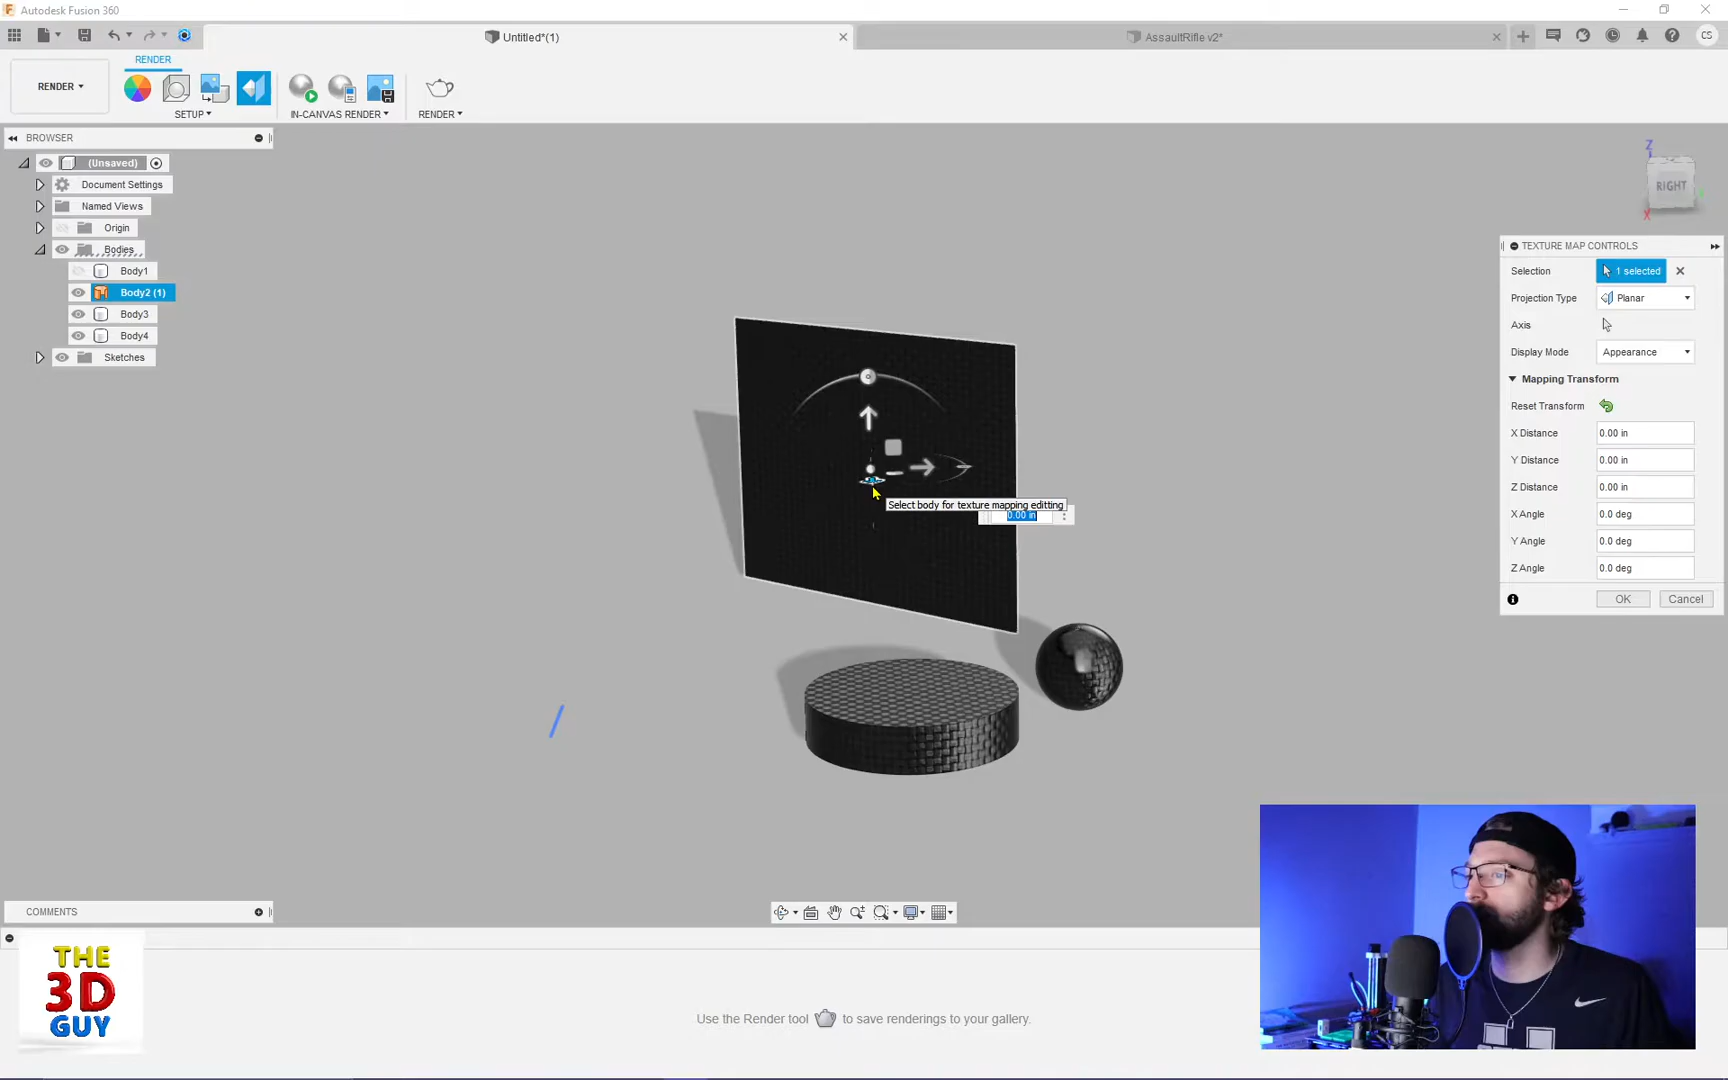 Autodesk Fusion 360
Untitled*(1)
AssaultRifle v2*
CS
RENDER
RENDER
SETUP
IN-CANVAS RENDER
RENDER
BROWSER
(Unsaved)
Document Settings
Named Views
Origin
Bodies
Body1
Body2 (1)
Body3
Body4
Sketches
Z
RIGHT
X
TEXTURE MAP CONTROLS
Selection 1 selected
Projection Type Planar
Axis
Display Mode Appearance
Mapping Transform
Reset Transform
X Distance 0.00 in
Y Distance 0.00 in
Z Distance 0.00 in
X Angle 0.0 deg
Y Angle 0.0 deg
Z Angle 0.0 deg
OK Cancel
Select body for texture mapping editting
0.00 in
COMMENTS
THE
3D
GUY
Use the Render tool to save renderings to your gallery.